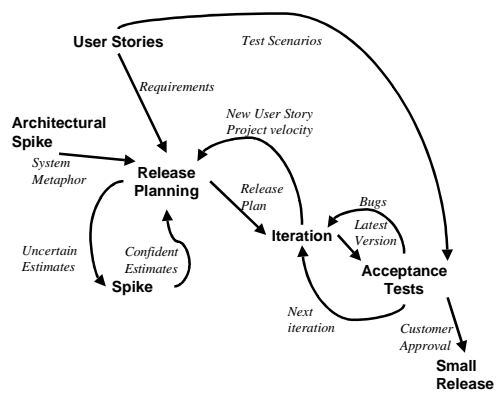 User Stories
Test Scenarios
Requirements
New User Story
Project velocity
Architectural
Spike
System
Metaphor
Release
Planning
Release
Plan
Bugs
Latest
Version
Iteration
Uncertain
Estimates
Confident
Estimates
Spike
Acceptance
Tests
Next
iteration
Customer
Approval
Small
Release